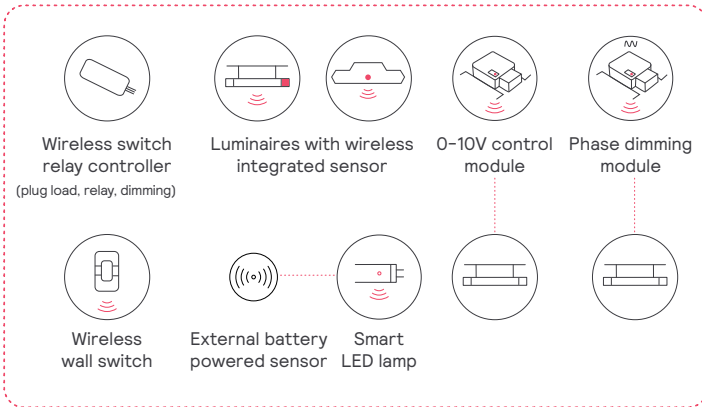 Wireless switch
relay controller
(plug load, relay, dimming)
Luminaires with wireless
integrated sensor
0-10V control
module
Phase dimming
module
Wireless
wall switch
External battery
powered sensor
Smart
LED lamp